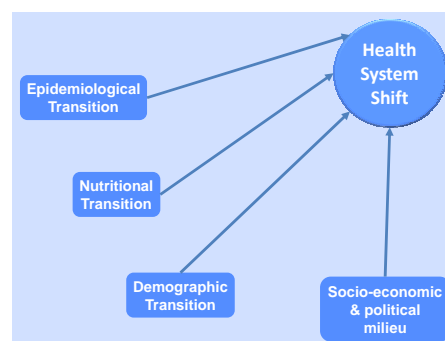 Health
System
Shift
Epidemiological
Transition
Nutritional
Transition
Demographic
Transition
Socio-economic
& political
milieu